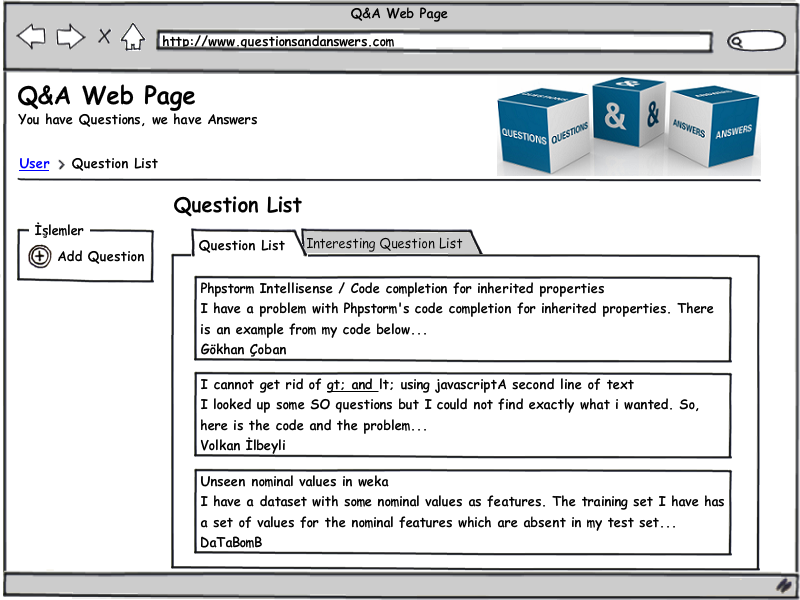 Q&A Web Page
http://www.questionsandanswers.com
Q&A Web Page
You have Questions, we have Answers
QUESTIONS
QUESTIONS
QUESTIONS
&
&
&
ANSWERS
ANSWERS
ANSWERS
User > Question List
Question List
İşlemler
Add Question
Question List
Interesting Question List
Phpstorm Intellisense / Code completion for inherited properties
I have a problem with Phpstorm's code completion for inherited properties. There
is an example from my code below...
Gökhan Çoban
I cannot get rid of gt; and lt; using javascriptA second line of text
I looked up some SO questions but I could not find exactly what i wanted. So,
here is the code and the problem...
Volkan İlbeyli
Unseen nominal values in weka
I have a dataset with some nominal values as features. The training set I have has
a set of values for the nominal features which are absent in my test set...
DaTaBomB